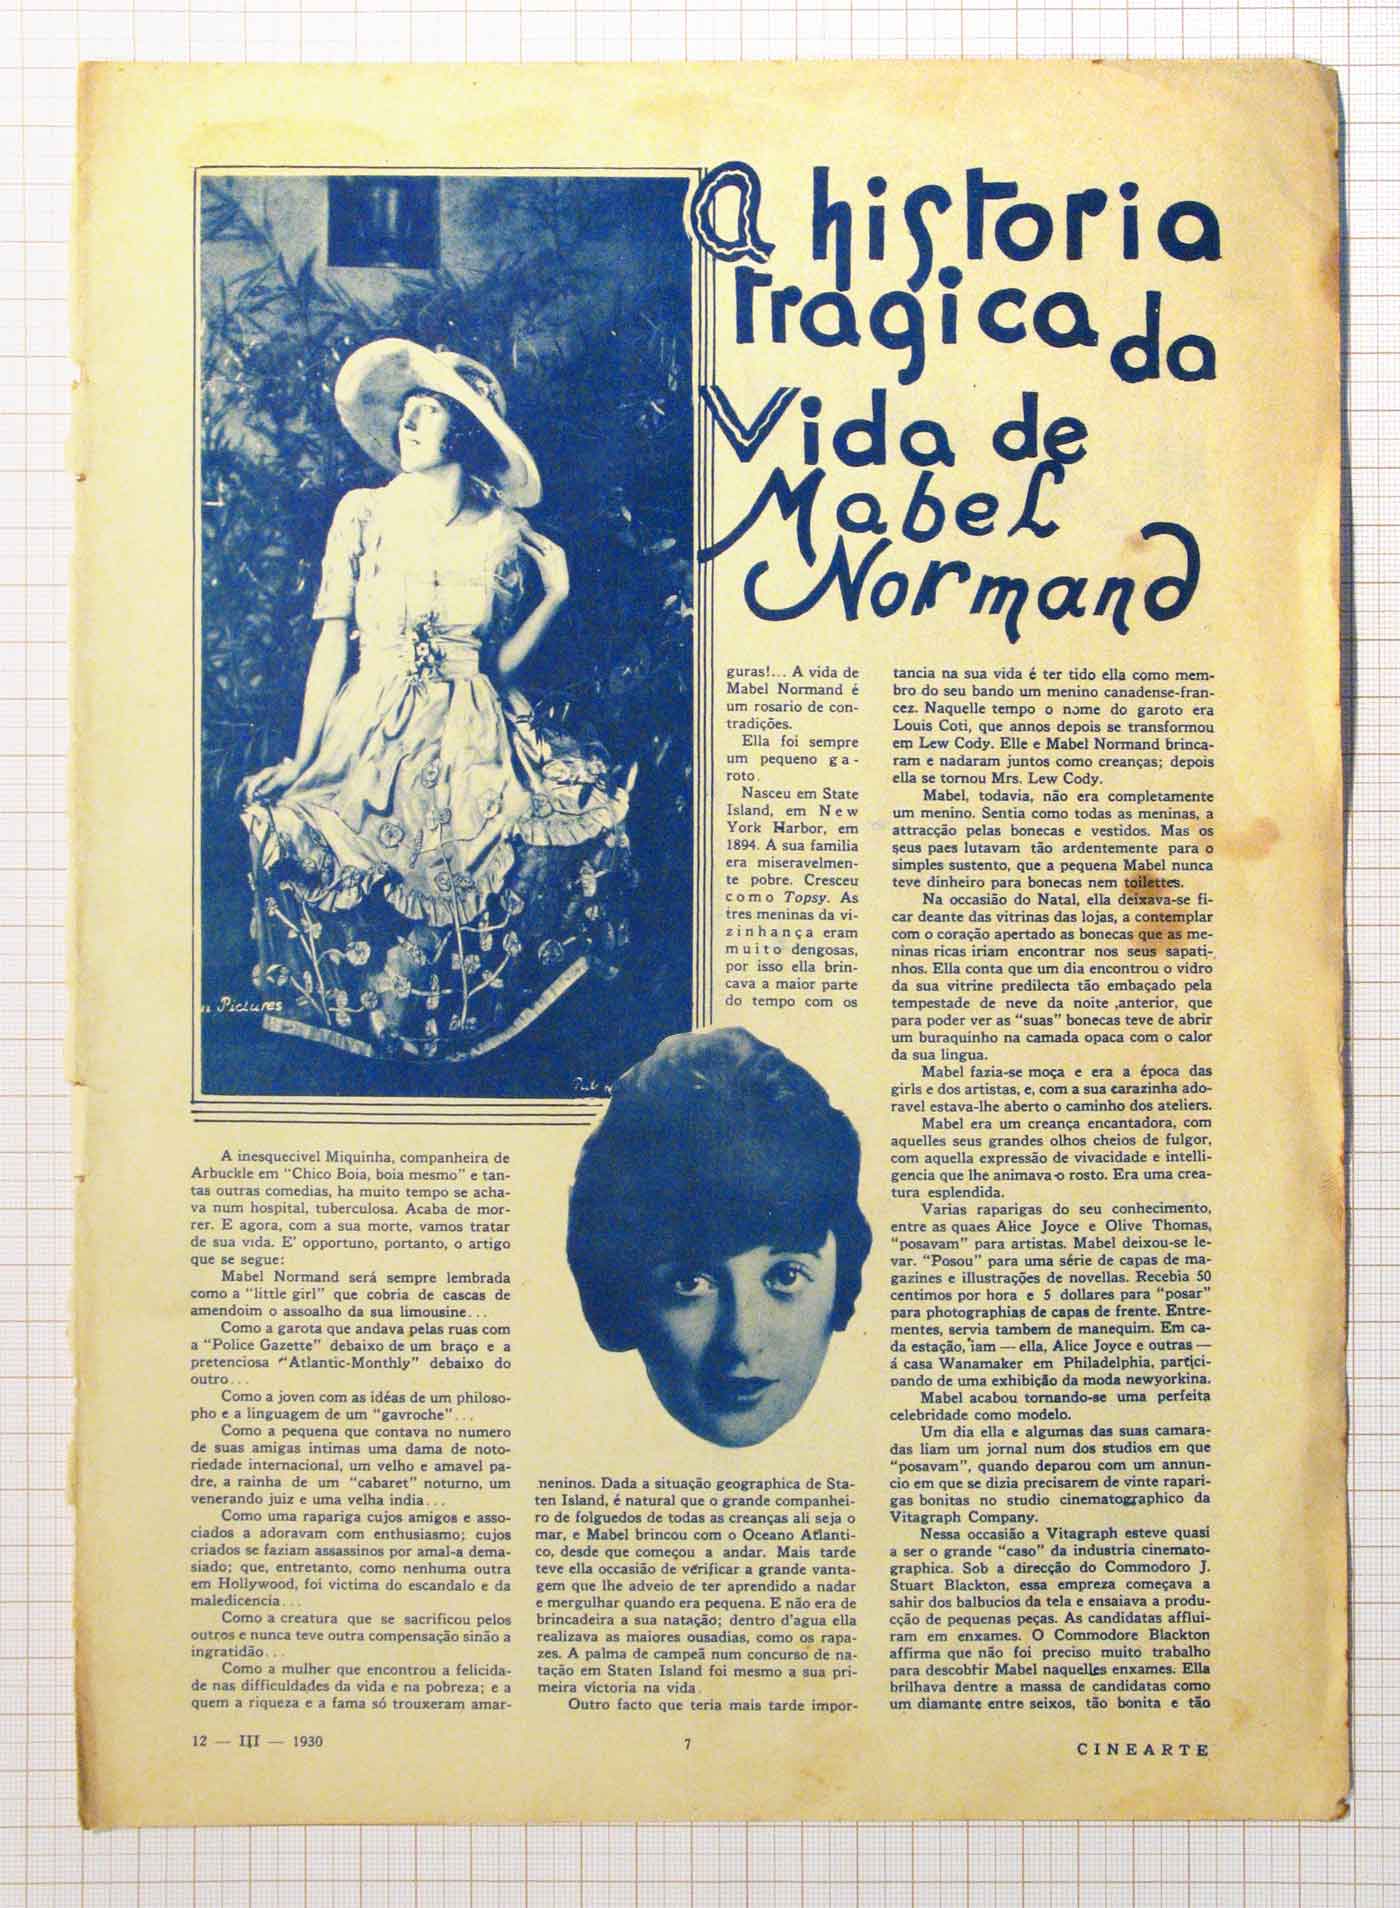 A historia
tragica da
Vida de
Mabel
Normand
n Pictures
A inesquecivel Miquinha, companheira de
Arbuckle em "Chico Boia, boia mesmo" e tan-
tas outras comedias, ha muito tempo se acha-
va num hospital, tuberculosa. Acaba de mor-
rer. E agora, com a sua morte, vamos tratar
de sua vida. E' opportuno, portanto, o artigo
que se segue:
Mabel Normand será sempre lembrada
como a "little girl" que cobria de cascas de
amendoim o assoalho da sua limousine...
Como a garota que andava pelas ruas com
a "Police Gazette" debaixo de um braço e a
pretenciosa "Atlantic-Monthly" debaixo do
outro...
Como a joven com as idéas de um philoso-
pho e a linguagem de um "gavroche"...
Como a pequena que contava no numero
de suas amigas intimas uma dama de noto-
riedade internacional, um velho e amavel pa-
dre, a rainha de um "cabaret" noturno, um
venerando juiz e uma velha india...
Como uma rapariga cujos amigos e asso-
ciados a adoravam com enthusiasmo; cujos
criados se faziam assassinos por amal-a dema-
siado; que, entretanto, como nenhuma outra
em Hollywood, foi victima do escandalo e da
maledicencia...
Como a creatura que se sacrificou pelos
outros e nunca teve outra compensação sinão a
ingratidão...
Como a mulher que encontrou a felicida-
de nas difficuldades da vida e na pobreza; e a
quem a riqueza e a fama só trouxeram amar-
guras!... A vida de
Mabel Normand é
um rosario de con-
tradições.
Ella foi sempre
um pequeno ga-
roto.
Nasceu em State
Island, em New
York Harbor, em
1894. A sua familia
era miseravelmen-
te pobre. Cresceu
como Topsy. As
tres meninas da vi-
zinhança eram
muito dengosas,
por isso ella brin-
cava a maior parte
do tempo com os
meninos. Dada a situação geographica de Sta-
ten Island, é natural que o grande companhei-
ro de folguedos de todas as creanças ali seja o
mar, e Mabel brincou com o Oceano Atlanti-
co, desde que começou a andar. Mais tarde
teve ella occasião de verificar a grande vanta-
gem que lhe adveio de ter aprendido a nadar
e mergulhar quando era pequena. E não era de
brincadeira a sua natação; dentro d'agua ella
realizava as maiores ousadias, como os rapa-
zes. A palma de campeã num concurso de na-
tação em Staten Island foi mesmo a sua pri-
meira victoria na vida.
Outro facto que teria mais tarde impor-
tancia na sua vida é ter tido ella como mem-
bro do seu bando um menino canadense-fran-
cez. Naquelle tempo o nome do garoto era
Louis Coti, que annos depois se transformou
em Lew Cody. Elle e Mabel Normand brinca-
ram e nadaram juntos como creanças; depois
ella se tornou Mrs. Lew Cody.
Mabel, todavia, não era completamente
um menino. Sentia como todas as meninas, a
attracção pelas bonecas e vestidos. Mas os
seus paes lutavam tão ardentemente para o
simples sustento, que a pequena Mabel nunca
teve dinheiro para bonecas nem toilettes.
Na occasião do Natal, ella deixava-se fi-
car deante das vitrinas das lojas, a contemplar
com o coração apertado as bonecas que as me-
ninas ricas iriam encontrar nos seus sapati-
nhos. Ella conta que um dia encontrou o vidro
da sua vitrine predilecta tão embaçado pela
tempestade de neve da noite ,anterior, que
para poder ver as "suas" bonecas teve de abrir
um buraquinho na camada opaca com o calor
da sua lingua.
Mabel fazia-se moça e era a época das
girls e dos artistas, e, com a sua carazinha ado-
ravel estava-lhe aberto o caminho dos ateliers.
Mabel era um creança encantadora, com
aquelles seus grandes olhos cheios de fulgor,
com aquella expressão de vivacidade e intelli-
gencia que lhe animava o rosto. Era uma crea-
tura esplendida.
Varias raparigas do seu conhecimento,
entre as quaes Alice Joyce e Olive Thomas,
"posavam" para artistas. Mabel deixou-se le-
var. "Posou" para uma série de capas de ma-
gazines e illustrações de novellas. Recebia 50
centimos por hora e 5 dollares para "posar"
para photographias de capas de frente. Entre-
mentes, servia tambem de manequim. Em ca-
da estação, iam — ella, Alice Joyce e outras —
á casa Wanamaker em Philadelphia, partici-
pando de uma exhibição da moda newyorkina.
Mabel acabou tornando-se uma perfeita
celebridade como modelo.
Um dia ella e algumas das suas camara-
das liam um jornal num dos studios em que
"posavam", quando deparou com um annun-
cio em que se dizia precisarem de vinte rapari-
gas bonitas no studio cinematographico da
Vitagraph Company.
Nessa occasião a Vitagraph esteve quasi
a ser o grande "caso" da industria cinemato-
graphica. Sob a direcção do Commodoro J.
Stuart Blackton, essa empreza começava a
sahir dos balbucios da tela e ensaiava a produ-
cção de pequenas peças. As candidatas afflui-
ram em enxames. O Commodore Blackton
affirma que não foi preciso muito trabalho
para descobrir Mabel naquelles enxames. Ella
brilhava dentre a massa de candidatas como
um diamante entre seixos, tão bonita e tão
12 — III — 1930
7
CINEARTE